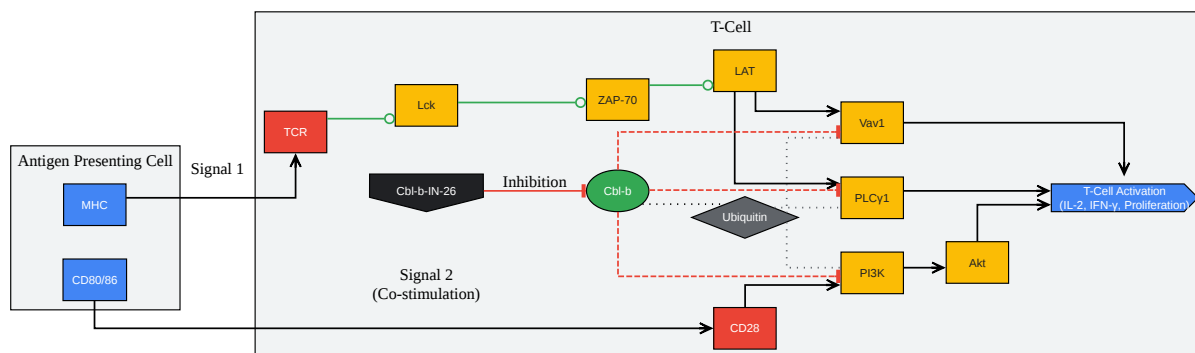 T-Cell
LAT
Lck
ZAP-70
TCR
Vav1
Antigen Presenting Cell
Signal 1
MHC
Cbl-b-IN-26
Inhibition
Cbl-b
PLCγ1
T-Cell Activation
(IL-2, IFN-γ, Proliferation)
Ubiquitin
CD80/86
Signal 2
(Co-stimulation)
PI3K
Akt
CD28